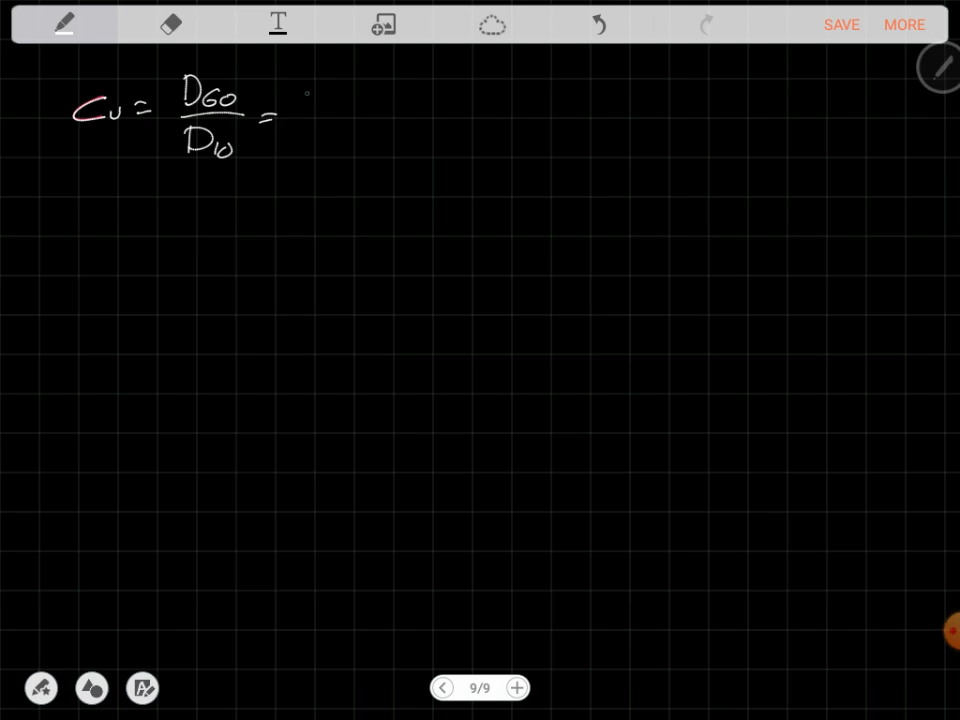 T SAVE MORE
Cu = D60/D10 =
A
9/9